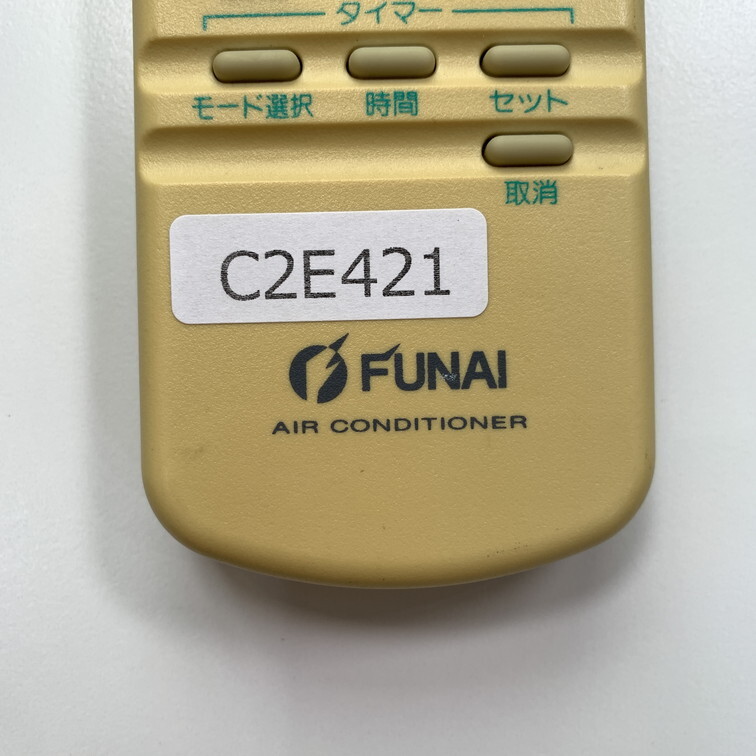 タイマー
モード選択 時間 セット
取消
C2E421
FUNAI
AIR CONDITIONER